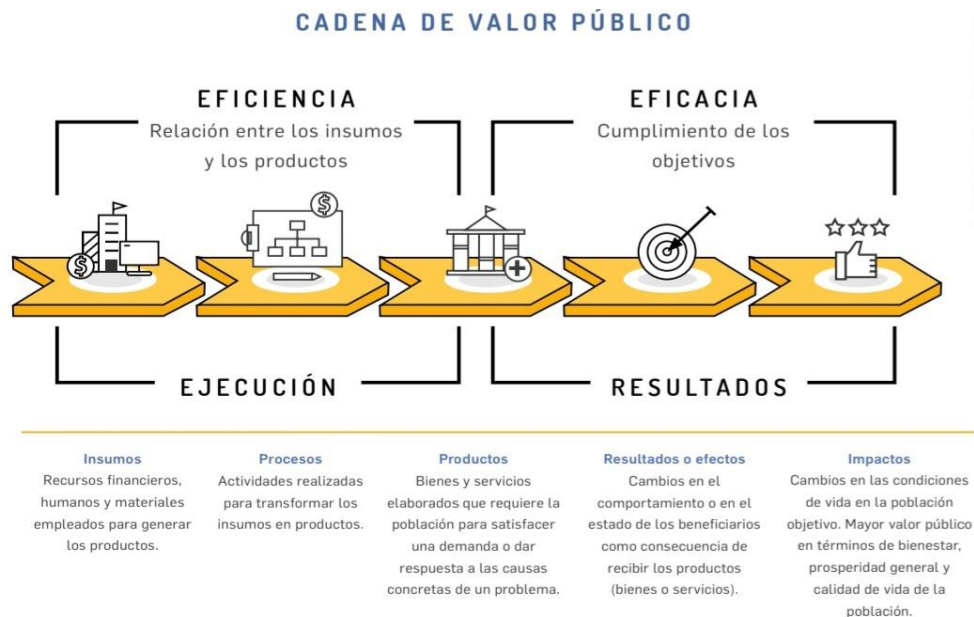 CADENA DE VALOR PÚBLICO
EFICIENCIA
Relación entre los insumos
y los productos
EFICACIA
Cumplimiento de los
objetivos
$
$
EJECUCIÓN
RESULTADOS
Insumos
Recursos financieros,
humanos y materiales
empleados para generar
los productos.
Procesos
Actividades realizadas
para transformar los
insumos en productos.
Productos
Bienes y servicios
elaborados que requiere la
población para satisfacer
una demanda o dar
respuesta a las causas
concretas de un problema.
Resultados o efectos
Cambios en el
comportamiento o en el
estado de los beneficiarios
como consecuencia de
recibir los productos
(bienes o servicios).
Impactos
Cambios en las condiciones
de vida en la población
objetivo. Mayor valor público
en términos de bienestar,
prosperidad general y
calidad de vida de la
población.